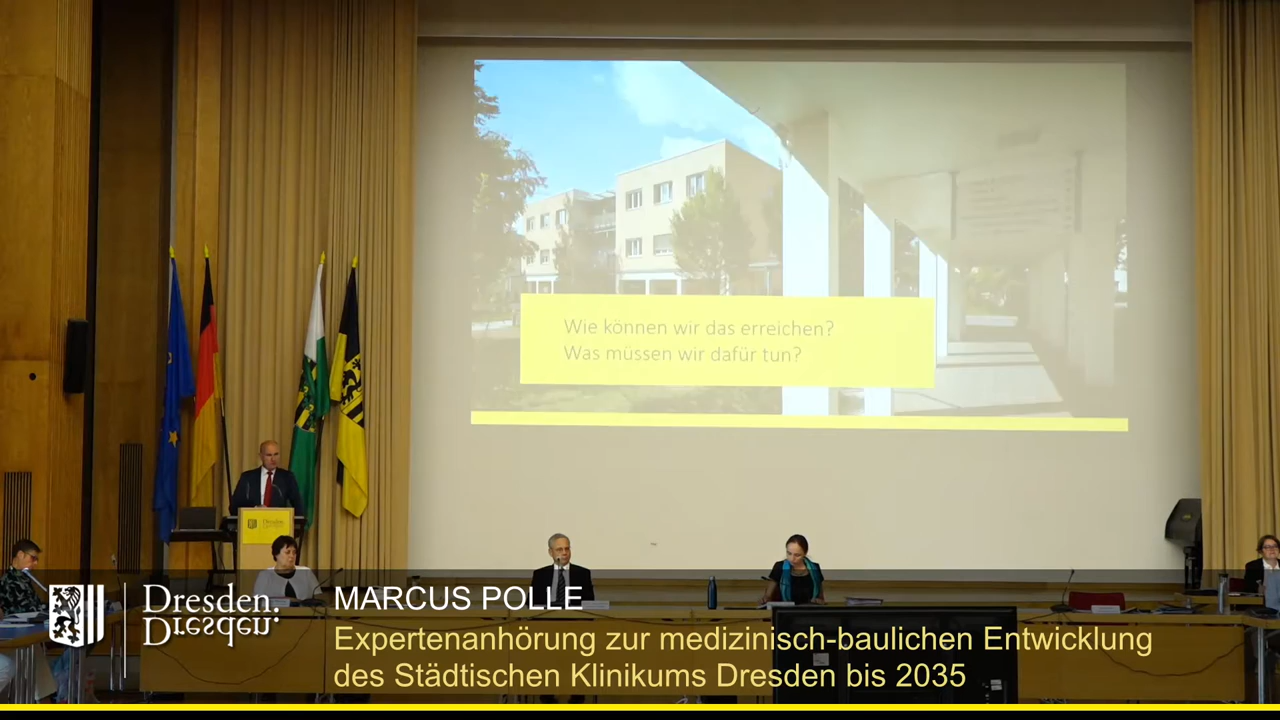 Wie können wir das erreichen?
Was müssen wir dafür tun?
Dresden.
MARCUS POLLE
Dresden.
Dresden.
Expertenanhörung zur medizinisch-baulichen Entwicklung
des Städtischen Klinikums Dresden bis 2035